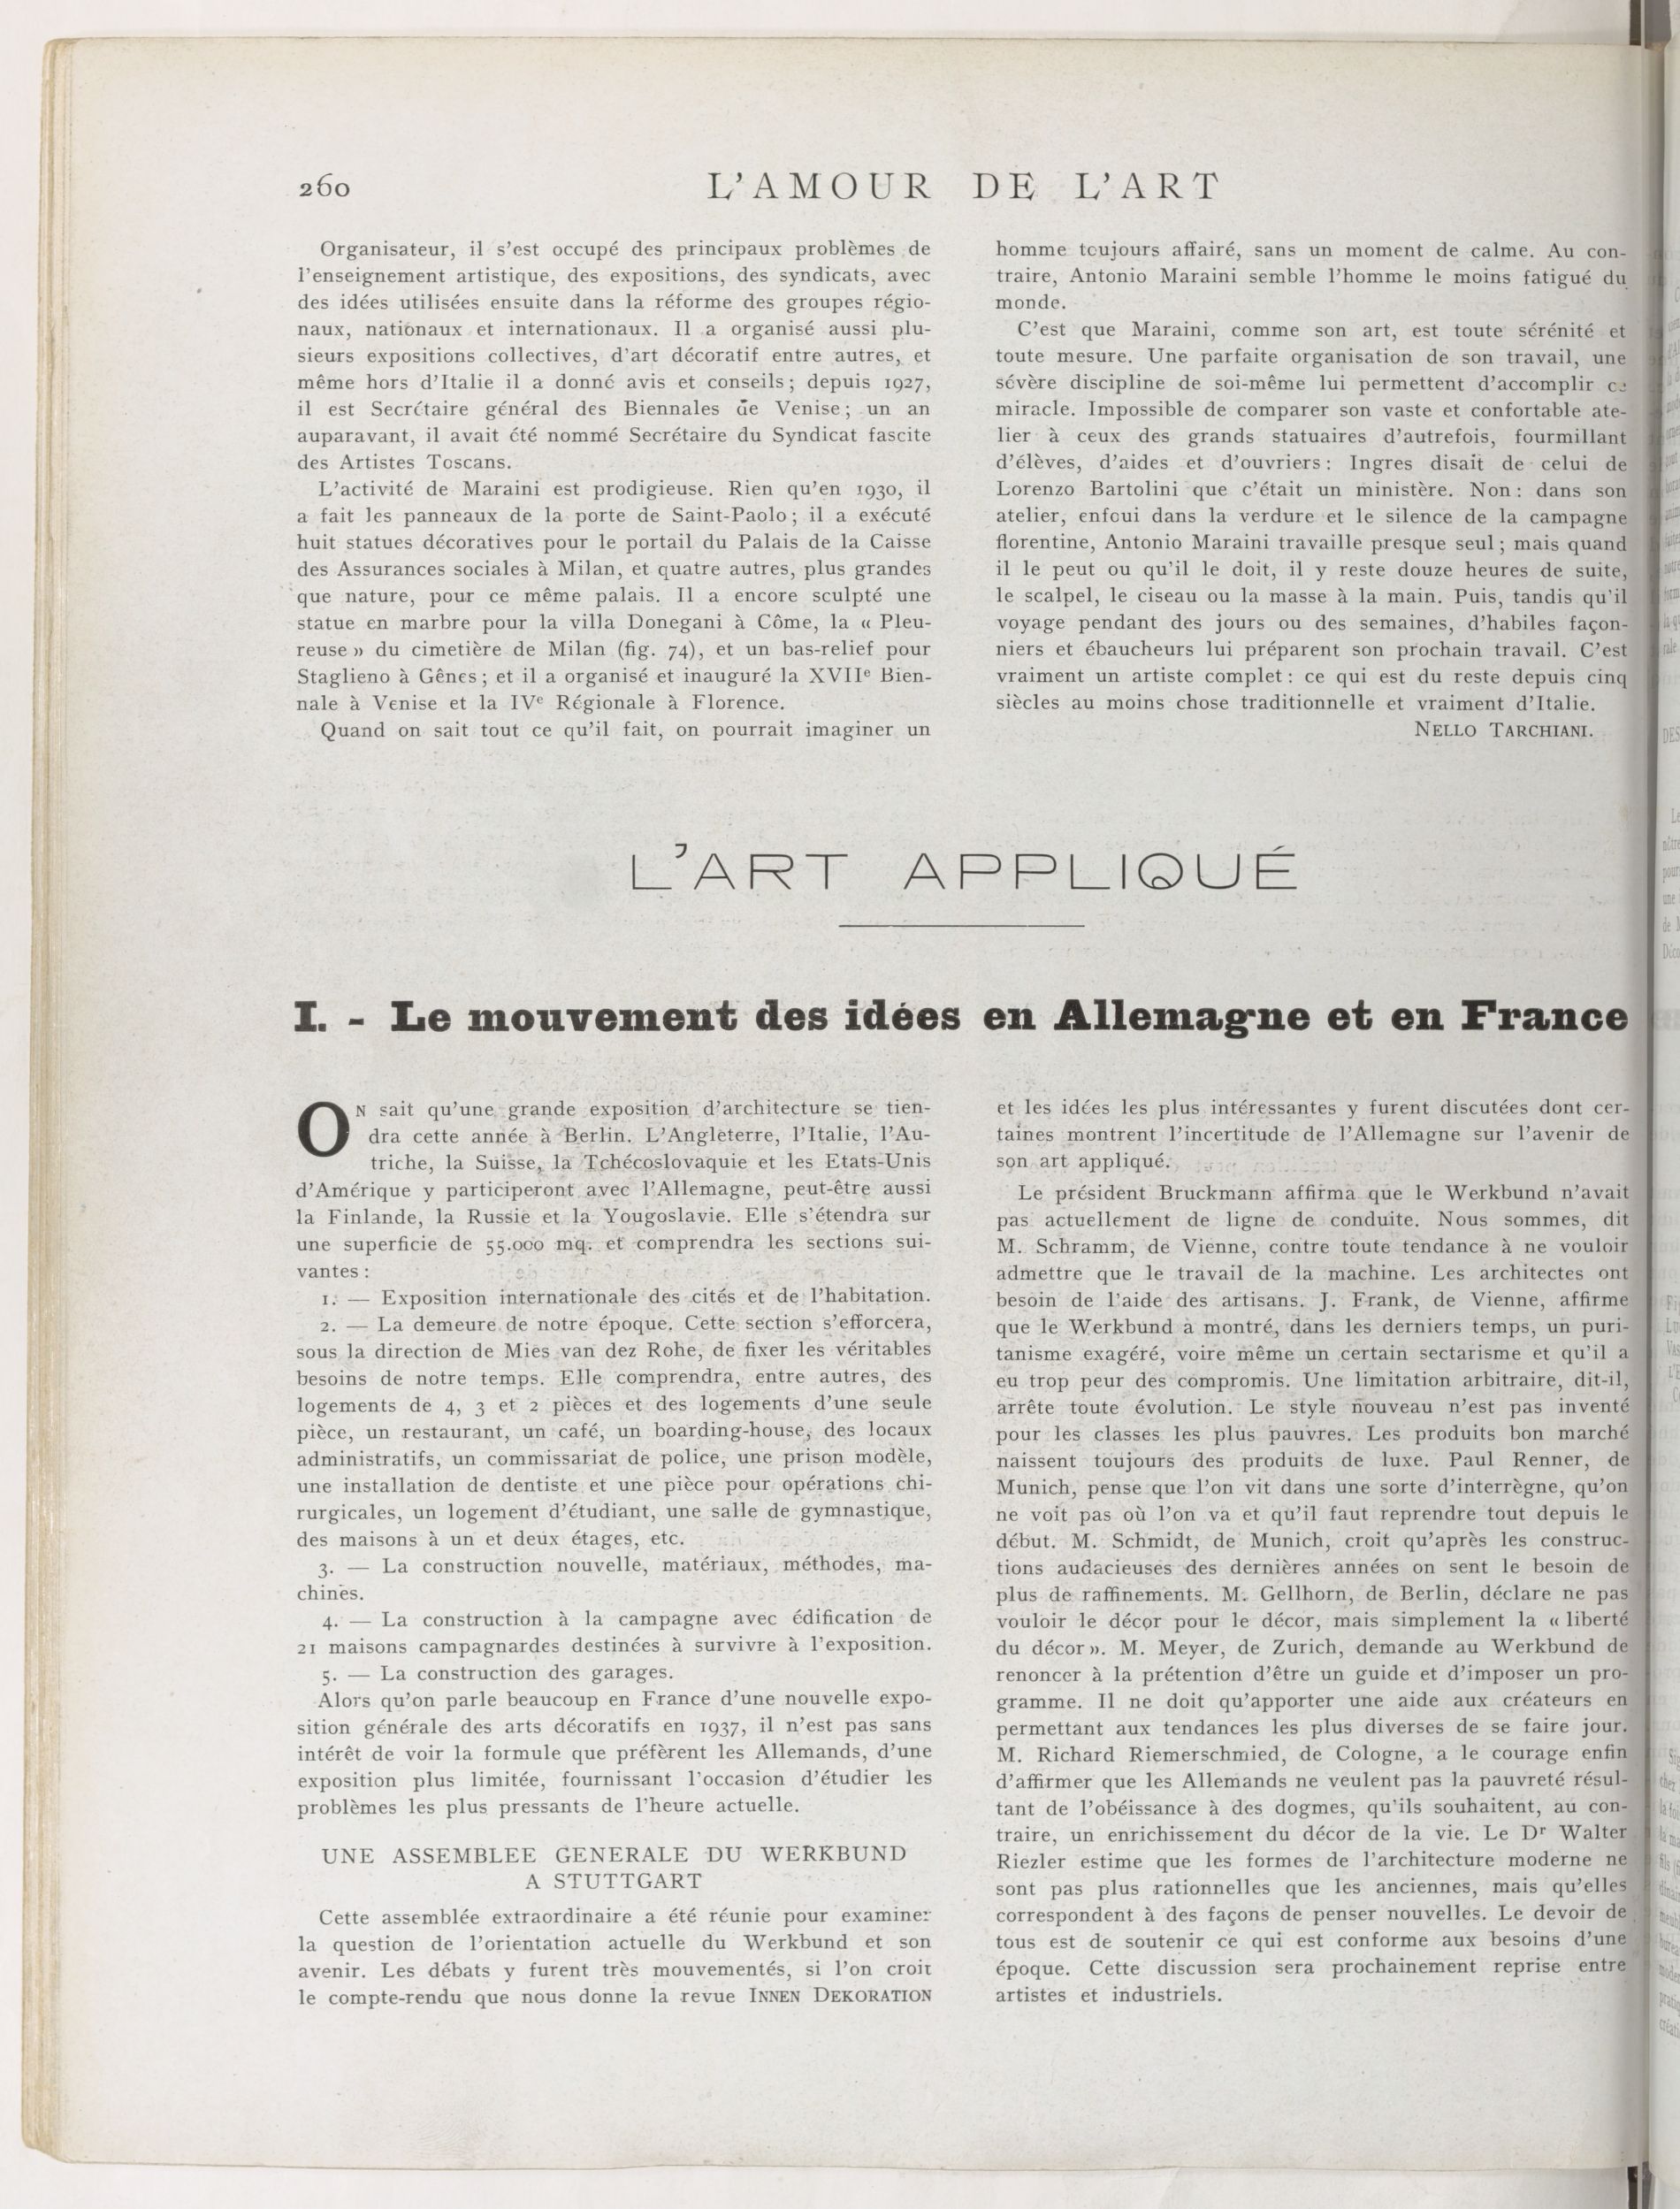 260
L'AMOUR DE L'ART
Organisateur, il s'est occupé des principaux problèmes de
l'enseignement artistique, des expositions, des syndicats, avec
des idées utilisées ensuite dans la réforme des groupes régio-
naux, nationaux et internationaux. Il a organisé aussi plu-
sieurs expositions collectives, d'art décoratif entre autres, et
même hors d'Italie il a donné avis et conseils ; depuis 1927,
il est Secrétaire général des Biennales de Venise ; un an
auparavant, il avait été nommé Secrétaire du Syndicat fascite
des Artistes Toscans.
L'activité de Maraini est prodigieuse. Rien qu'en 1930, il
a fait les panneaux de la porte de Saint-Paolo ; il a exécuté
huit statues décoratives pour le portail du Palais de la Caisse
des Assurances sociales à Milan, et quatre autres, plus grandes
que nature, pour ce même palais. Il a encore sculpté une
statue en marbre pour la villa Donegani à Côme, la « Pleu-
reuse » du cimetière de Milan (fig. 74), et un bas-relief pour
Staglieno à Gênes ; et il a organisé et inauguré la XVIIe Bien-
nale à Venise et la IVe Régionale à Florence.
Quand on sait tout ce qu'il fait, on pourrait imaginer un
homme toujours affairé, sans un moment de calme. Au con-
traire, Antonio Maraini semble l'homme le moins fatigué du
monde.
C'est que Maraini, comme son art, est toute sérénité et
toute mesure. Une parfaite organisation de son travail, une
sévère discipline de soi-même lui permettent d'accomplir ce
miracle. Impossible de comparer son vaste et confortable ate-
lier à ceux des grands statuaires d'autrefois, fourmillant
d'élèves, d'aides et d'ouvriers : Ingres disait de celui de
Lorenzo Bartolini que c'était un ministère. Non : dans son
atelier, enfoui dans la verdure et le silence de la campagne
florentine, Antonio Maraini travaille presque seul ; mais quand
il le peut ou qu'il le doit, il y reste douze heures de suite,
le scalpel, le ciseau ou la masse à la main. Puis, tandis qu'il
voyage pendant des jours ou des semaines, d'habiles façon-
niers et ébaucheurs lui préparent son prochain travail. C'est
vraiment un artiste complet : ce qui est du reste depuis cinq
siècles au moins chose traditionnelle et vraiment d'Italie.
NELLO TARCHIANI.
L'ART APPLIQUÉ
I. - Le mouvement des idées en Allemagne et en France
ON sait qu'une grande exposition d'architecture se tien-
dra cette année à Berlin. L'Angleterre, l'Italie, l'Au-
triche, la Suisse, la Tchécoslovaquie et les Etats-Unis
d'Amérique y participeront avec l'Allemagne, peut-être aussi
la Finlande, la Russie et la Yougoslavie. Elle s'étendra sur
une superficie de 55.000 mq. et comprendra les sections sui-
vantes :
1. — Exposition internationale des cités et de l'habitation.
2. — La demeure de notre époque. Cette section s'efforcera,
sous la direction de Mies van dez Rohe, de fixer les véritables
besoins de notre temps. Elle comprendra, entre autres, des
logements de 4, 3 et 2 pièces et des logements d'une seule
pièce, un restaurant, un café, un boarding-house, des locaux
administratifs, un commissariat de police, une prison modèle,
une installation de dentiste et une pièce pour opérations chi-
rurgicales, un logement d'étudiant, une salle de gymnastique,
des maisons à un et deux étages, etc.
3. — La construction nouvelle, matériaux, méthodes, ma-
chines.
4. — La construction à la campagne avec édification de
21 maisons campagnardes destinées à survivre à l'exposition.
5. — La construction des garages.
Alors qu'on parle beaucoup en France d'une nouvelle expo-
sition générale des arts décoratifs en 1937, il n'est pas sans
intérêt de voir la formule que préfèrent les Allemands, d'une
exposition plus limitée, fournissant l'occasion d'étudier les
problèmes les plus pressants de l'heure actuelle.
UNE ASSEMBLEE GENERALE DU WERKBUND
A STUTTGART
Cette assemblée extraordinaire a été réunie pour examiner
la question de l'orientation actuelle du Werkbund et son
avenir. Les débats y furent très mouvementés, si l'on croit
le compte-rendu que nous donne la revue INNEN DEKORATION
et les idées les plus intéressantes y furent discutées dont cer-
taines montrent l'incertitude de l'Allemagne sur l'avenir de
son art appliqué.
Le président Bruckmann affirma que le Werkbund n'avait
pas actuellement de ligne de conduite. Nous sommes, dit
M. Schramm, de Vienne, contre toute tendance à ne vouloir
admettre que le travail de la machine. Les architectes ont
besoin de l'aide des artisans. J. Frank, de Vienne, affirme
que le Werkbund a montré, dans les derniers temps, un puri-
tanisme exagéré, voire même un certain sectarisme et qu'il a
eu trop peur des compromis. Une limitation arbitraire, dit-il,
arrête toute évolution. Le style nouveau n'est pas inventé
pour les classes les plus pauvres. Les produits bon marché
naissent toujours des produits de luxe. Paul Renner, de
Munich, pense que l'on vit dans une sorte d'interrègne, qu'on
ne voit pas où l'on va et qu'il faut reprendre tout depuis le
début. M. Schmidt, de Munich, croit qu'après les construc-
tions audacieuses des dernières années on sent le besoin de
plus de raffinements. M. Gellhorn, de Berlin, déclare ne pas
vouloir le décor pour le décor, mais simplement la « liberté
du décor ». M. Meyer, de Zurich, demande au Werkbund de
renoncer à la prétention d'être un guide et d'imposer un pro-
gramme. Il ne doit qu'apporter une aide aux créateurs en
permettant aux tendances les plus diverses de se faire jour.
M. Richard Riemerschmied, de Cologne, a le courage enfin
d'affirmer que les Allemands ne veulent pas la pauvreté résul-
tant de l'obéissance à des dogmes, qu'ils souhaitent, au con-
traire, un enrichissement du décor de la vie. Le Dr Walter
Riezler estime que les formes de l'architecture moderne ne
sont pas plus rationnelles que les anciennes, mais qu'elles
correspondent à des façons de penser nouvelles. Le devoir de
tous est de soutenir ce qui est conforme aux besoins d'une
époque. Cette discussion sera prochainement reprise entre
artistes et industriels.